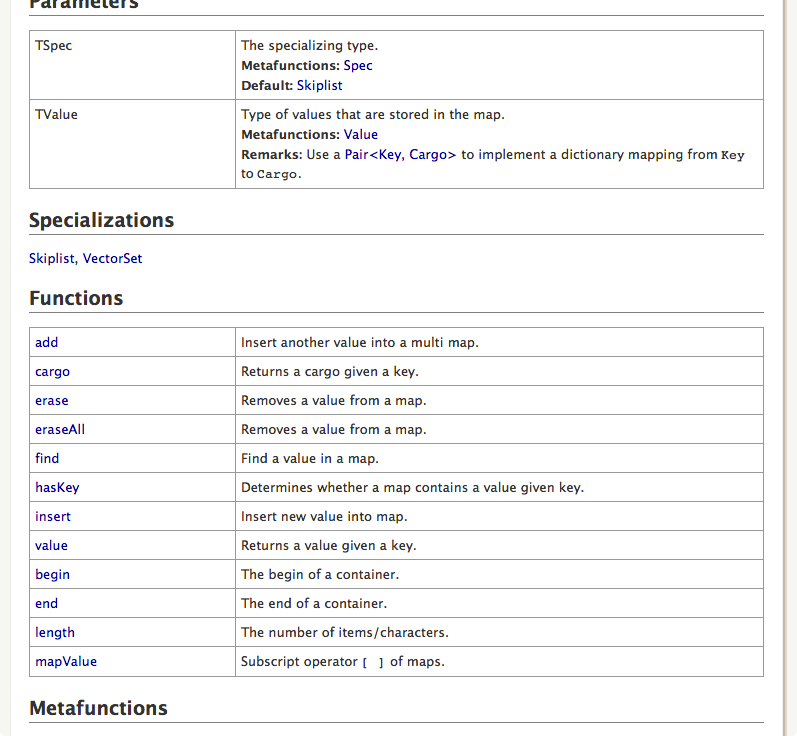 Parameters
TSpec
The specializing type.
Metafunctions: Spec
Default: Skiplist
TValue
Type of values that are stored in the map.
Metafunctions: Value
Remarks: Use a Pair<Key, Cargo> to implement a dictionary mapping from Key
to Cargo.
Specializations
Skiplist, VectorSet
Functions
add
Insert another value into a multi map.
cargo
Returns a cargo given a key.
erase
Removes a value from a map.
eraseAll
Removes a value from a map.
find
Find a value in a map.
hasKey
Determines whether a map contains a value given key.
insert
Insert new value into map.
value
Returns a value given a key.
begin
The begin of a container.
end
The end of a container.
length
The number of items/characters.
mapValue
Subscript operator [ ] of maps.
Metafunctions